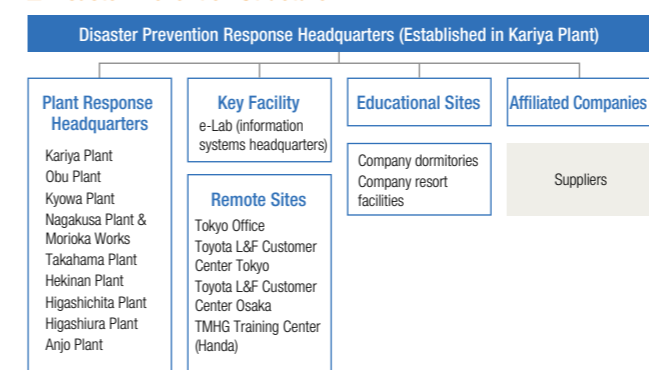 Disaster Prevention Response Headquarters (Established in Kariya Plant)
Plant Response
Headquarters
Kariya Plant
Obu Plant
Kyowa Plant
Nagakusa Plant &
Morioka Works
Takahama Plant
Hekinan Plant
Higashichita Plant
Higashiura Plant
Anjo Plant
Key Facility
e-Lab (information
systems headquarters)
Remote Sites
Tokyo Office
Toyota L&F Customer
Center Tokyo
Toyota L&F Customer
Center Osaka
TMHG Training Center
(Handa)
Educational Sites
Company dormitories
Company resort
facilities
Affiliated Companies
Suppliers